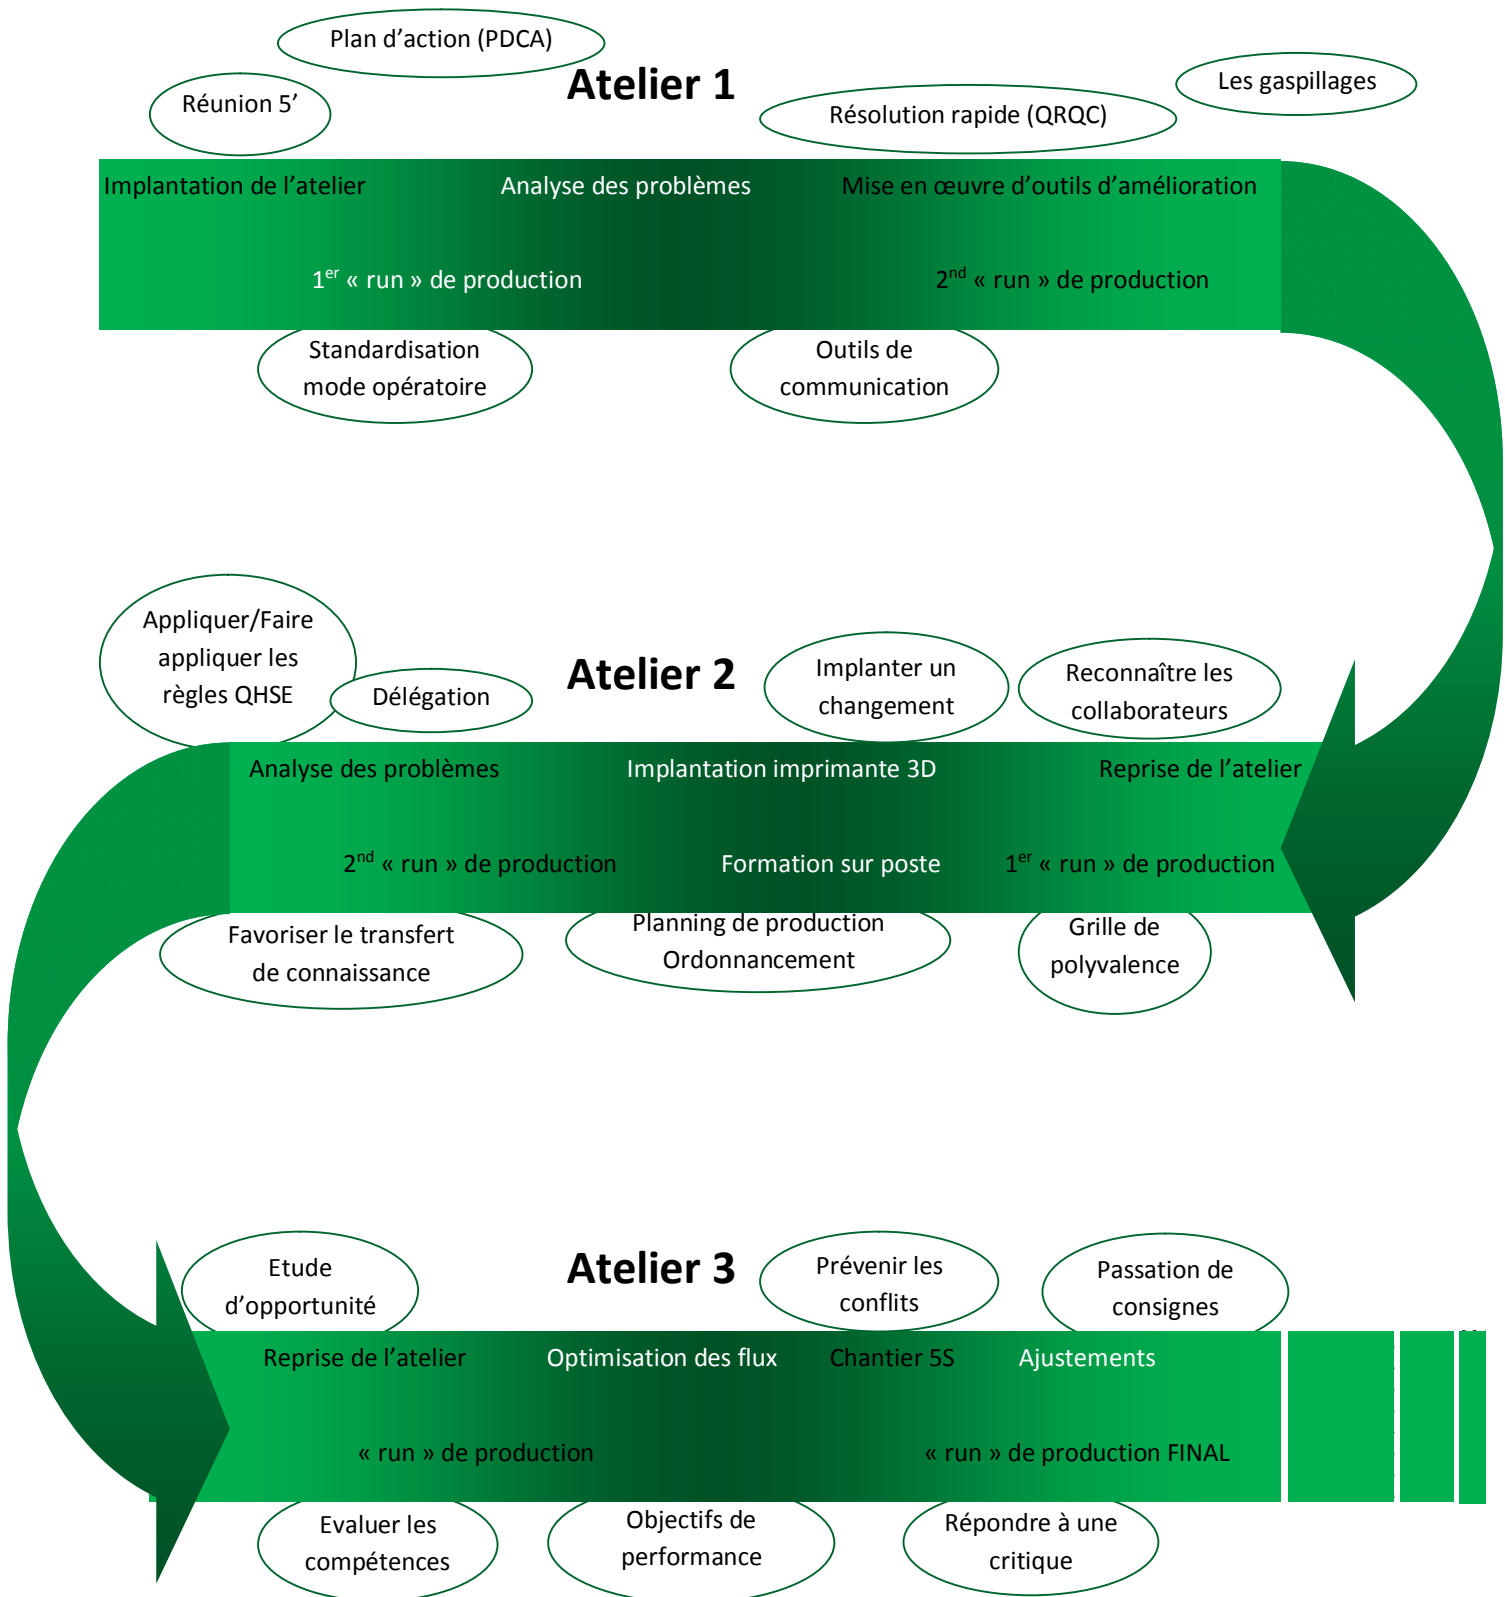 Plan d’action (PDCA)
Atelier 1
Les gaspillages
Réunion 5’
Résolution rapide (QRQC)
Implantation de l’atelier
Analyse des problèmes
Mise en œuvre d’outils d’amélioration
1er « run » de production
2nd « run » de production
Standardisation
mode opératoire
Outils de
communication
Appliquer/Faire
appliquer les
règles QHSE
Délégation
Atelier 2
Implanter un
changement
Reconnaître les
collaborateurs
Analyse des problèmes
Implantation imprimante 3D
Reprise de l’atelier
2nd « run » de production
Formation sur poste
1er « run » de production
Favoriser le transfert
de connaissance
Planning de production
Ordonnancement
Grille de
polyvalence
Etude
d’opportunité
Atelier 3
Prévenir les
conflits
Passation de
consignes
Reprise de l’atelier
Optimisation des flux
Chantier 5S
Ajustements
« run » de production
« run » de production FINAL
Evaluer les
compétences
Objectifs de
performance
Répondre à une
critique